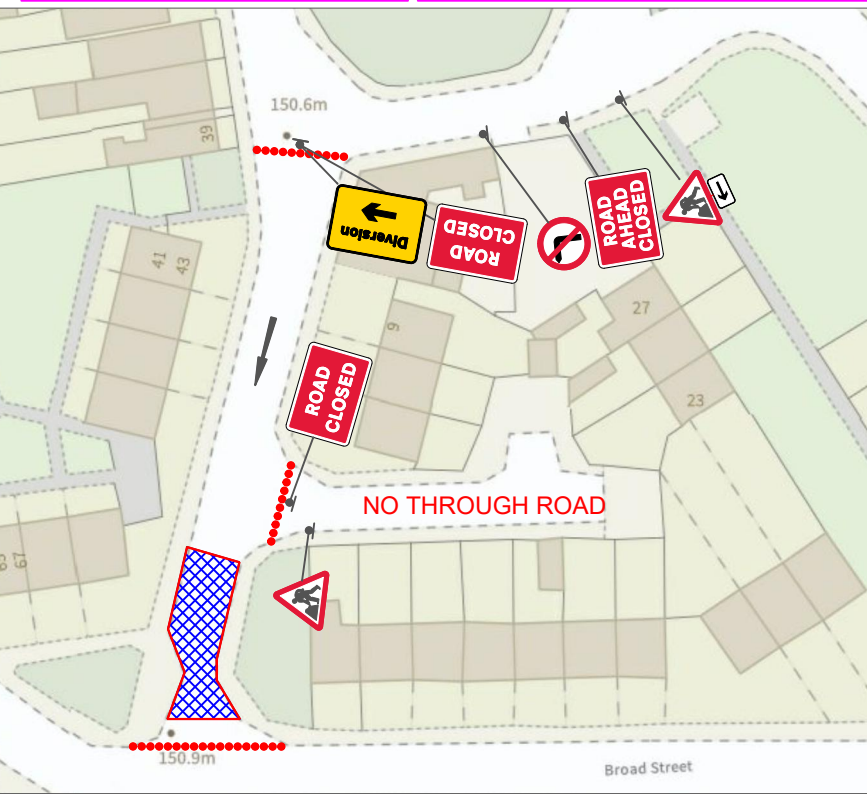 150.6m
39
Diversion
ROAD
CLOSED
ROAD
AHEAD
CLOSED
41
43
9
27
23
ROAD
CLOSED
NO THROUGH ROAD
67
150.9m
Broad Street